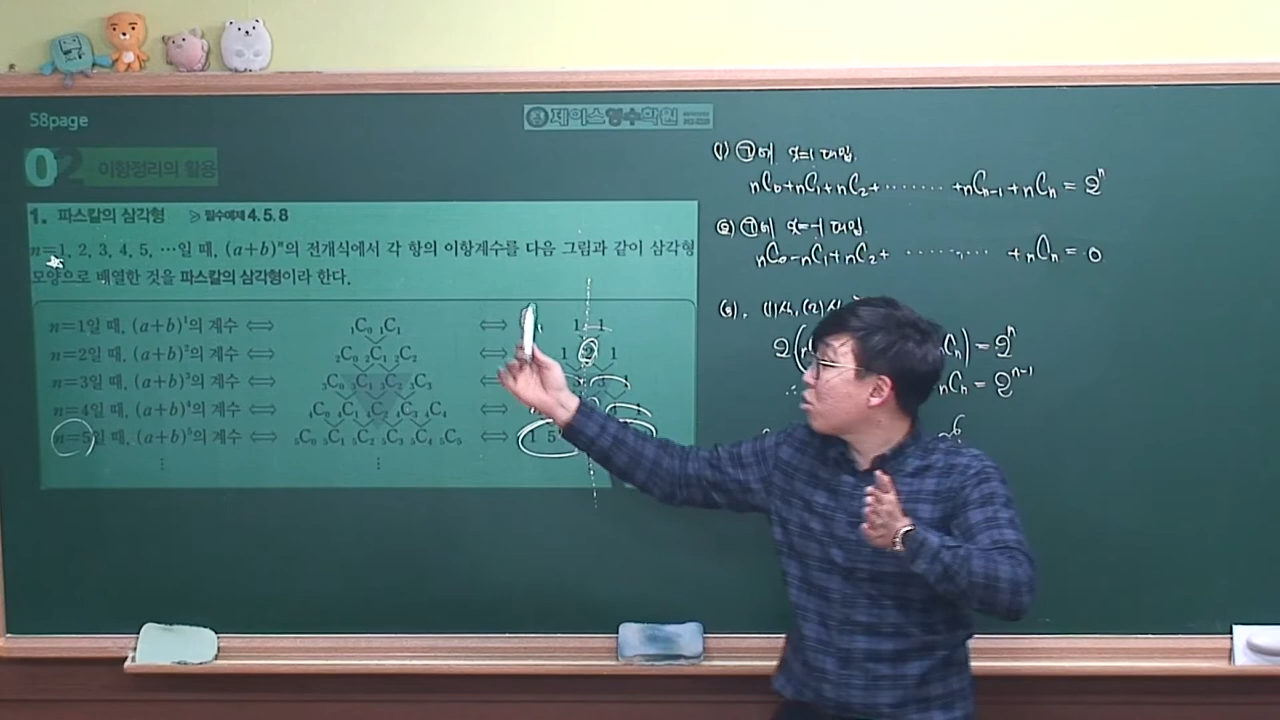 58page
제이스영수학원
02 이항정리의 활용
1. 파스칼의 삼각형 ≫ 필수예제 4, 5, 8
n=1, 2, 3, 4, 5, …일 때, (a+b)ⁿ의 전개식에서 각 항의 이항계수를 다음 그림과 같이 삼각형
모양으로 배열한 것을 파스칼의 삼각형이라 한다.
n=1일 때, (a+b)¹의 계수 ⟺ ₁C₀ ₁C₁ ⟺ 1 1
n=2일 때, (a+b)²의 계수 ⟺ ₂C₀ ₂C₁ ₂C₂ ⟺ 1 2 1
n=3일 때, (a+b)³의 계수 ⟺ ₃C₀ ₃C₁ ₃C₂ ₃C₃
n=4일 때, (a+b)⁴의 계수 ⟺ ₄C₀ ₄C₁ ₄C₂ ₄C₃ ₄C₄ ⟺
n=5일 때, (a+b)⁵의 계수 ⟺ ₅C₀ ₅C₁ ₅C₂ ₅C₃ ₅C₄ ₅C₅ ⟺ 1 5
⋮ ⋮
(1) ㉠에 x=1 대입
ₙC₀+ₙC₁+ₙC₂+ ······· +ₙCₙ₋₁+ₙCₙ = 2ⁿ
(2) ㉠에 x=-1 대입
ₙC₀-ₙC₁+ₙC₂+ ········· +ₙCₙ = 0
(3). (1)식, (2)식
2( Cₙ) = 2ⁿ
∴ ₙCₙ = 2ⁿ⁻¹